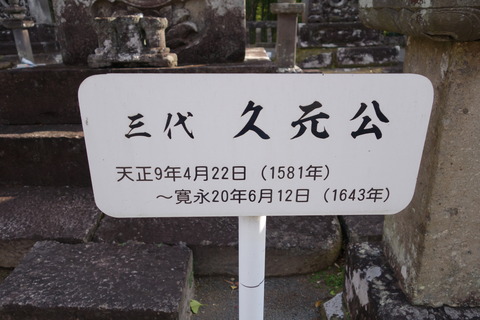 三代 久元公
天正9年4月22日（1581年）
～寛永20年6月12日（1643年）